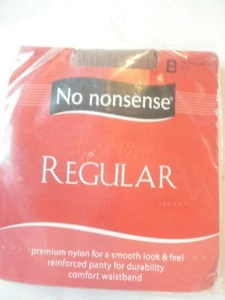 B
No nonsense®
REGULAR
premium nylon for a smooth look & feel
reinforced panty for durability
comfort waistband